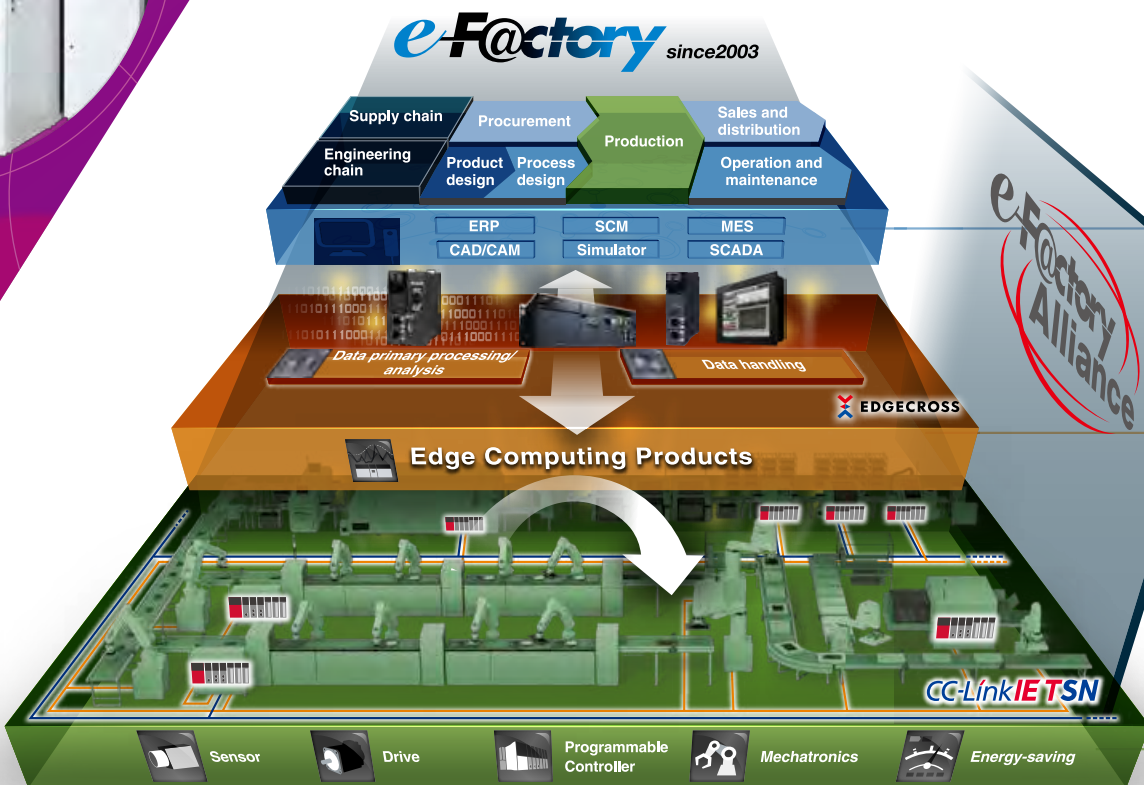 e-F@ctory since2003
Supply chain
Procurement
Production
Sales and
distribution
Engineering
chain
Product
design
Process
design
Operation and
maintenance
ERP
SCM
MES
CAD/CAM
Simulator
SCADA
Data primary processing/
analysis
Data handling
EDGECROSS
Edge Computing Products
e-F@ctory
Alliance
CC-Link IE TSN
Sensor
Drive
Programmable
Controller
Mechatronics
Energy-saving